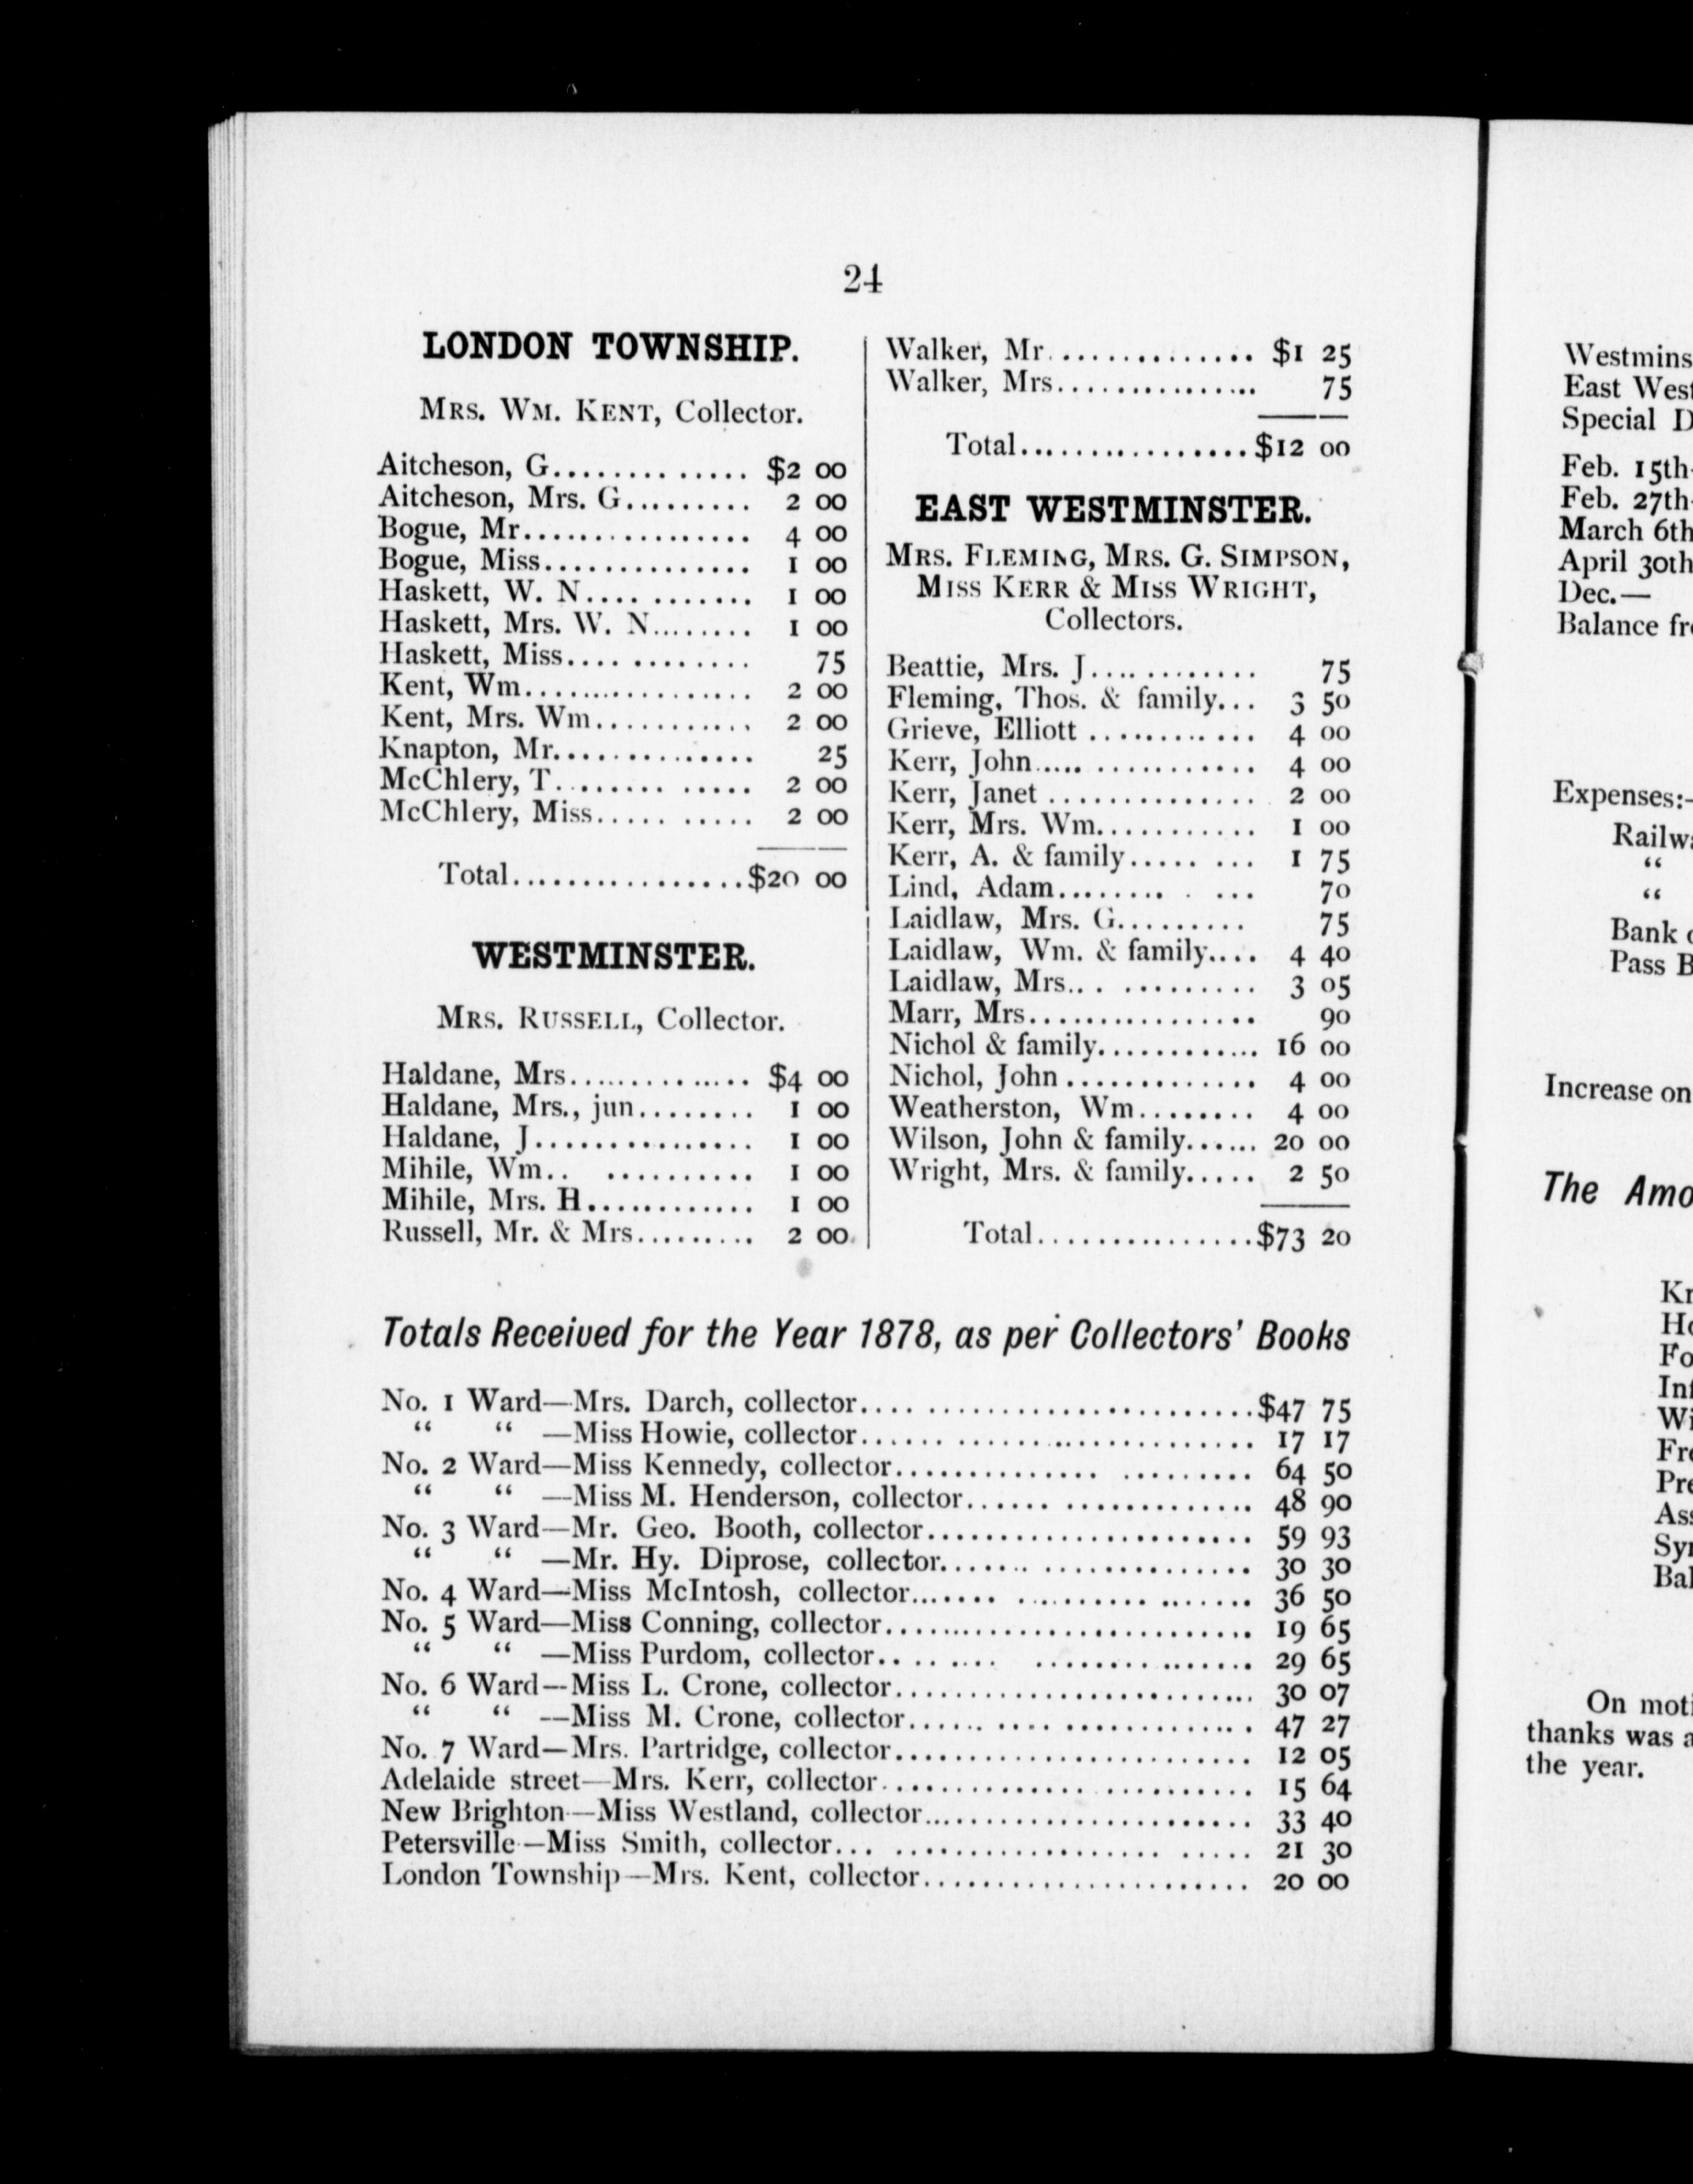 24
LONDON TOWNSHIP.
MRS. WM. KENT, Collector.
Aitcheson, G.............. $2 00
Aitcheson, Mrs. G......... 2 00
Bogue, Mr................ 4 00
Bogue, Miss.............. 1 00
Haskett, W. N.... ....... 1 00
Haskett, Mrs. W. N........ 1 00
Haskett, Miss............ 75
Kent, Wm................. 2 00
Kent, Mrs. Wm........... 2 00
Knapton, Mr.............. 25
McChlery, T......... ..... 2 00
McChlery, Miss..... ..... 2 00
Total................$20 00
WESTMINSTER.
MRS. RUSSELL, Collector.
Haldane, Mrs............. $4 00
Haldane, Mrs., jun........ 1 00
Haldane, J............... 1 00
Mihile, Wm.. .......... 1 00
Mihile, Mrs. H............ 1 00
Russell, Mr. & Mrs......... 2 00
Walker, Mr.............. $1 25
Walker, Mrs.............. 75
Total................$12 00
EAST WESTMINSTER.
MRS. FLEMING, MRS. G. SIMPSON,
MISS KERR & MISS WRIGHT,
Collectors.
Beattie, Mrs. J............ 75
Fleming, Thos. & family... 3 50
Grieve, Elliott ............ 4 00
Kerr, John..... ........... 4 00
Kerr, Janet .............. 2 00
Kerr, Mrs. Wm........... 1 00
Kerr, A. & family..... ... 1 75
Lind, Adam........ . ... 70
Laidlaw, Mrs. G......... 75
Laidlaw, Wm. & family.... 4 40
Laidlaw, Mrs... .......... 3 05
Marr, Mrs................ 90
Nichol & family............ 16 00
Nichol, John ............. 4 00
Weatherston, Wm........ 4 00
Wilson, John & family...... 20 00
Wright, Mrs. & family..... 2 50
Total................$73 20
Totals Received for the Year 1878, as per Collectors' Books
No. 1 Ward—Mrs. Darch, collector.... .......................$47 75
“ “ —Miss Howie, collector............................ 17 17
No. 2 Ward—Miss Kennedy, collector.............. ......... 64 50
“ “ —Miss M. Henderson, collector...... ............. 48 90
No. 3 Ward—Mr. Geo. Booth, collector...................... 59 93
“ “ —Mr. Hy. Diprose, collector...... .............. 30 30
No. 4 Ward—Miss McIntosh, collector....... ......... ....... 36 50
No. 5 Ward—Miss Conning, collector......................... 19 65
“ “ —Miss Purdom, collector........ ............... 29 65
No. 6 Ward—Miss L. Crone, collector........................ 30 07
“ “ —Miss M. Crone, collector...... .... ............. 47 27
No. 7 Ward—Mrs. Partridge, collector........................ 12 05
Adelaide street—Mrs. Kerr, collector......................... 15 64
New Brighton—Miss Westland, collector...................... 33 40
Petersville—Miss Smith, collector... .................. ..... 21 30
London Township—Mrs. Kent, collector...................... 20 00
Westmins
East West
Special D
Feb. 15th
Feb. 27th
March 6th
April 30th
Dec.—
Balance fr
Expenses:-
Railwa
“
“
Bank
Pass B
Increase on
The Amo
Kn
Ho
Fo
In
Wi
Fre
Pre
Ass
Syn
Bal
On moti
thanks was a
the year.